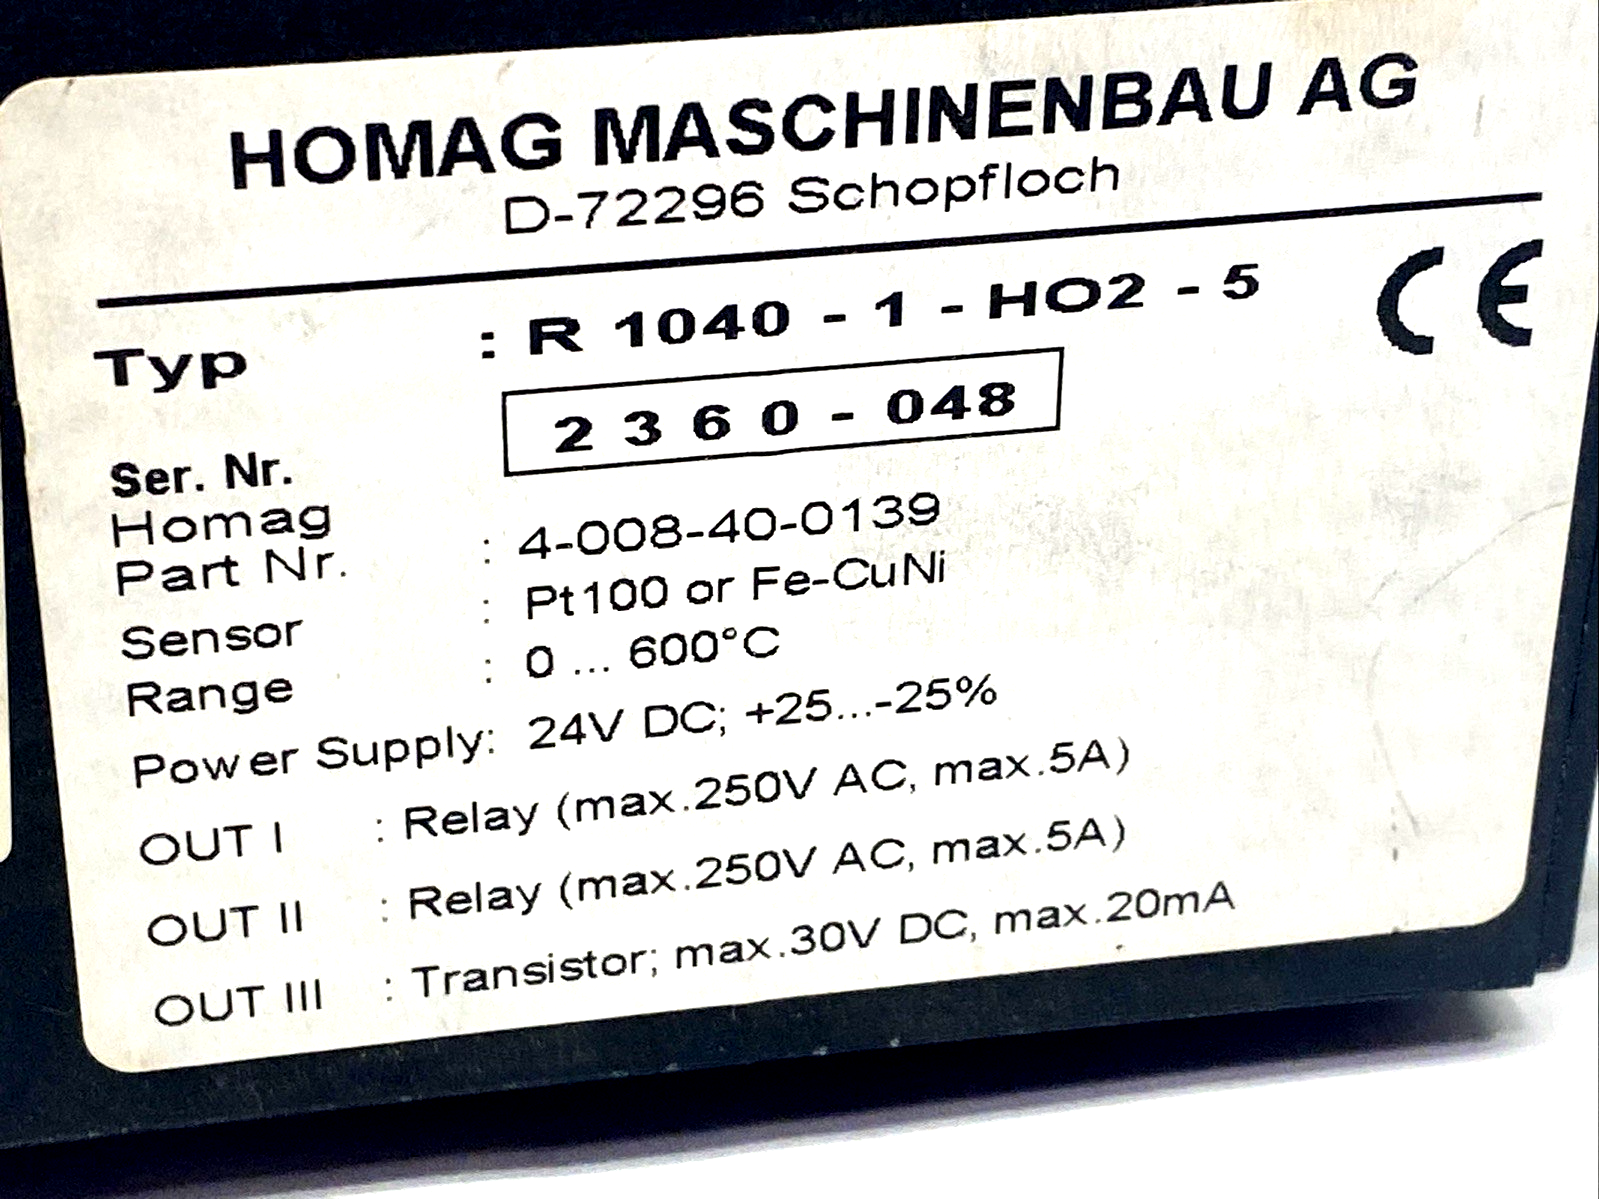 HOMAG MASCHINENBAU AG
D-72296 Schopfloch
Typ : R 1040 - 1 - HO2 - 5 CE
Ser. Nr. 2 3 6 0 - 048
Homag
Part Nr. : 4-008-40-0139
Sensor : Pt100 or Fe-CuNi
Range : 0 ... 600°C
Power Supply: 24V DC; +25...-25%
OUT I : Relay (max.250V AC, max.5A)
OUT II : Relay (max.250V AC, max.5A)
OUT III : Transistor; max.30V DC, max.20mA